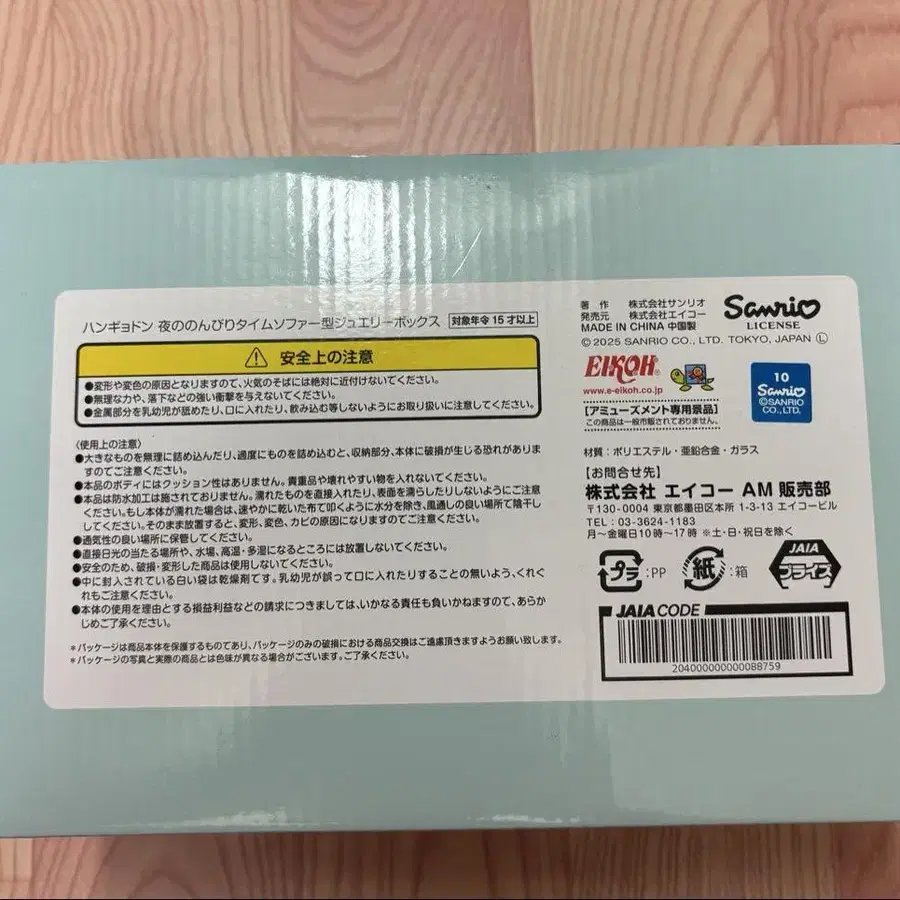 ハンギョドン 夜ののんびりタイムソファー型ジュエリーボックス 対象年令15才以上
安全上の注意
●変形や変色の原因となりますので、火気のそばには絶対に近付けないでください。
●無理な力や、落下などの強い衝撃を与えないでください。
●金属部分を乳幼児が舐めたり、口に入れたり、飲み込む等しないようにお取り扱いに注意してください。
〈使用上の注意〉
●大きなものを無理に詰め込んだり、過度にものを詰め込むと、収納部分、本体に破損が生じる恐れがありま
すのでご注意ください。
●本品のボディにはクッション性はありません。貴重品や壊れやすい物を入れないでください。
●本品は防水加工は施されておりません。濡れたものを直接入れたり、表面を濡らしたりしないようにご注意
ください。もし本体が濡れた場合は、速やかに乾いた布で叩くように水分を除き、風通しの良い場所で陰干し
してください。そのまま放置すると、変形、変色、カビの原因になりますのでご注意ください。
●通気性の良い場所に保管してください。
●直接日光の当たる場所や、水場、高温・多湿になるところには放置しないでください。
●安全のため、破損・変形した商品は使用しないでください。
●中に封入されている白い袋は乾燥剤です。乳幼児が誤って口に入れたりすることの無いよう、くれぐ
れもご注意ください。
●本体の使用を理由とする損益利益などの請求につきましては、いかなる責任も負いかねますので、あらか
じめご了承ください。
*パッケージは商品本体を保護するものであり、パッケージのみの破損における商品交換はご遠慮頂きますようお願い致します。
*パッケージの写真と実際の商品とは色味が異なる場合がございます。ご了承ください。
著作 株式会社サンリオ
発売元 株式会社エイコー
MADE IN CHINA 中国製
Sanrio
LICENSE
© 2025 SANRIO CO., LTD. TOKYO, JAPAN Ⓛ
EIKOH
www.e-eikoh.co.jp
10
Sanrio
©SANRIO
CO.,LTD.
【アミューズメント専用景品】
この商品は一般市販されておりません。
材質：ポリエステル・亜鉛合金・ガラス
【お問合せ先】
株式会社 エイコー AM 販売部
〒130-0004 東京都墨田区本所 1-3-13 エイコービル
TEL：03-3624-1183
月～金曜日10時～17時 ※土・日・祝日を除く
プラ：PP 紙：箱
JAIA
プライズ
JAIA CODE
204000000000088759